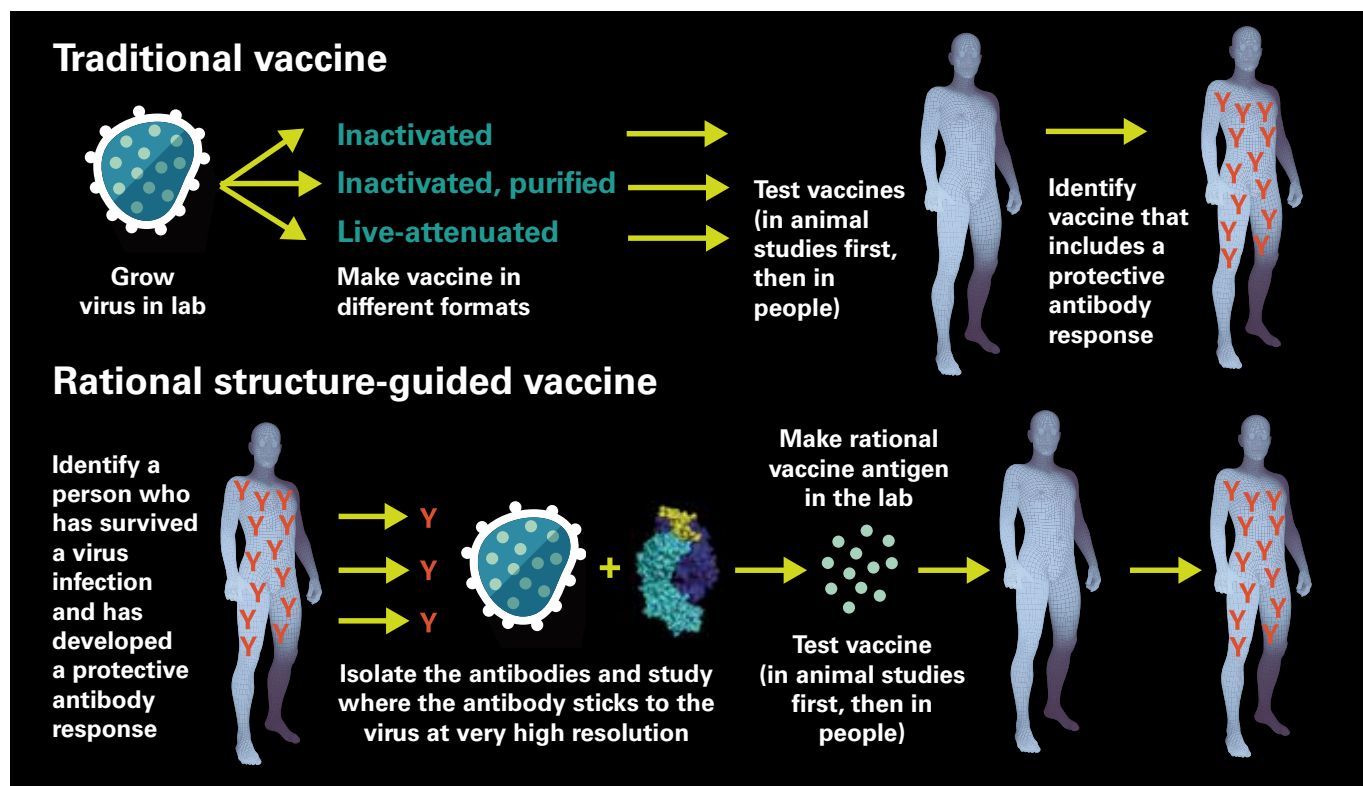 Traditional vaccine
Grow
virus in lab
Inactivated
Inactivated, purified
Live-attenuated
Make vaccine in
different formats
Test vaccines
(in animal
studies first,
then in
people)
Identify
vaccine that
includes a
protective
antibody
response
Y Y Y
Y Y
Y Y
Y Y
Y Y
Y Y
Rational structure-guided vaccine
Identify a
person who
has survived
a virus
infection
and has
developed
a protective
antibody
response
Y Y Y
Y Y
Y Y
Y Y
Y Y
Y Y
Y
Y
Y
+
Isolate the antibodies and study
where the antibody sticks to the
virus at very high resolution
Make rational
vaccine antigen
in the lab
Test vaccine
(in animal studies
first, then in
people)
Y Y Y
Y Y
Y Y
Y Y
Y Y
Y Y